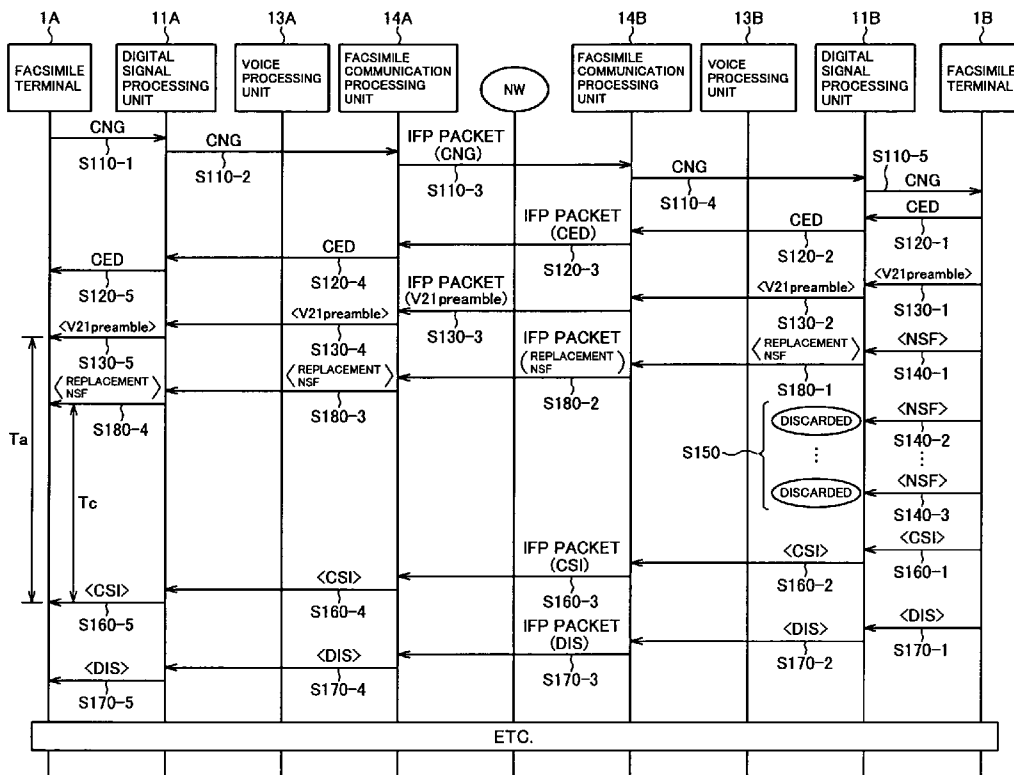 1A 11A 13A 14A 14B 13B 11B 1B
FACSIMILE
TERMINAL
DIGITAL
SIGNAL
PROCESSING
UNIT
VOICE
PROCESSING
UNIT
FACSIMILE
COMMUNICATION
PROCESSING
UNIT
NW
FACSIMILE
COMMUNICATION
PROCESSING
UNIT
VOICE
PROCESSING
UNIT
DIGITAL
SIGNAL
PROCESSING
UNIT
FACSIMILE
TERMINAL
CNG
S110-1
CNG
S110-2
IFP PACKET
(CNG)
S110-3
CNG
S110-4
S110-5
CNG
CED
S120-1
CED
S120-2
IFP PACKET
(CED)
S120-3
CED
S120-4
CED
S120-5
<V21preamble>
S130-1
<V21preamble>
S130-2
IFP PACKET
(V21preamble)
S130-3
<V21preamble>
S130-4
<V21preamble>
S130-5
<NSF>
S140-1
<REPLACEMENT
NSF>
S180-1
IFP PACKET
(REPLACEMENT
NSF)
S180-2
<REPLACEMENT
NSF>
S180-3
<REPLACEMENT
NSF>
S180-4
Ta
Tc
S150
DISCARDED
<NSF>
S140-2
⋮ ⋮
DISCARDED
<NSF>
S140-3
<CSI>
S160-1
<CSI>
S160-2
IFP PACKET
(CSI)
S160-3
<CSI>
S160-4
<CSI>
S160-5
<DIS>
S170-1
<DIS>
S170-2
IFP PACKET
(DIS)
S170-3
<DIS>
S170-4
<DIS>
S170-5
ETC.